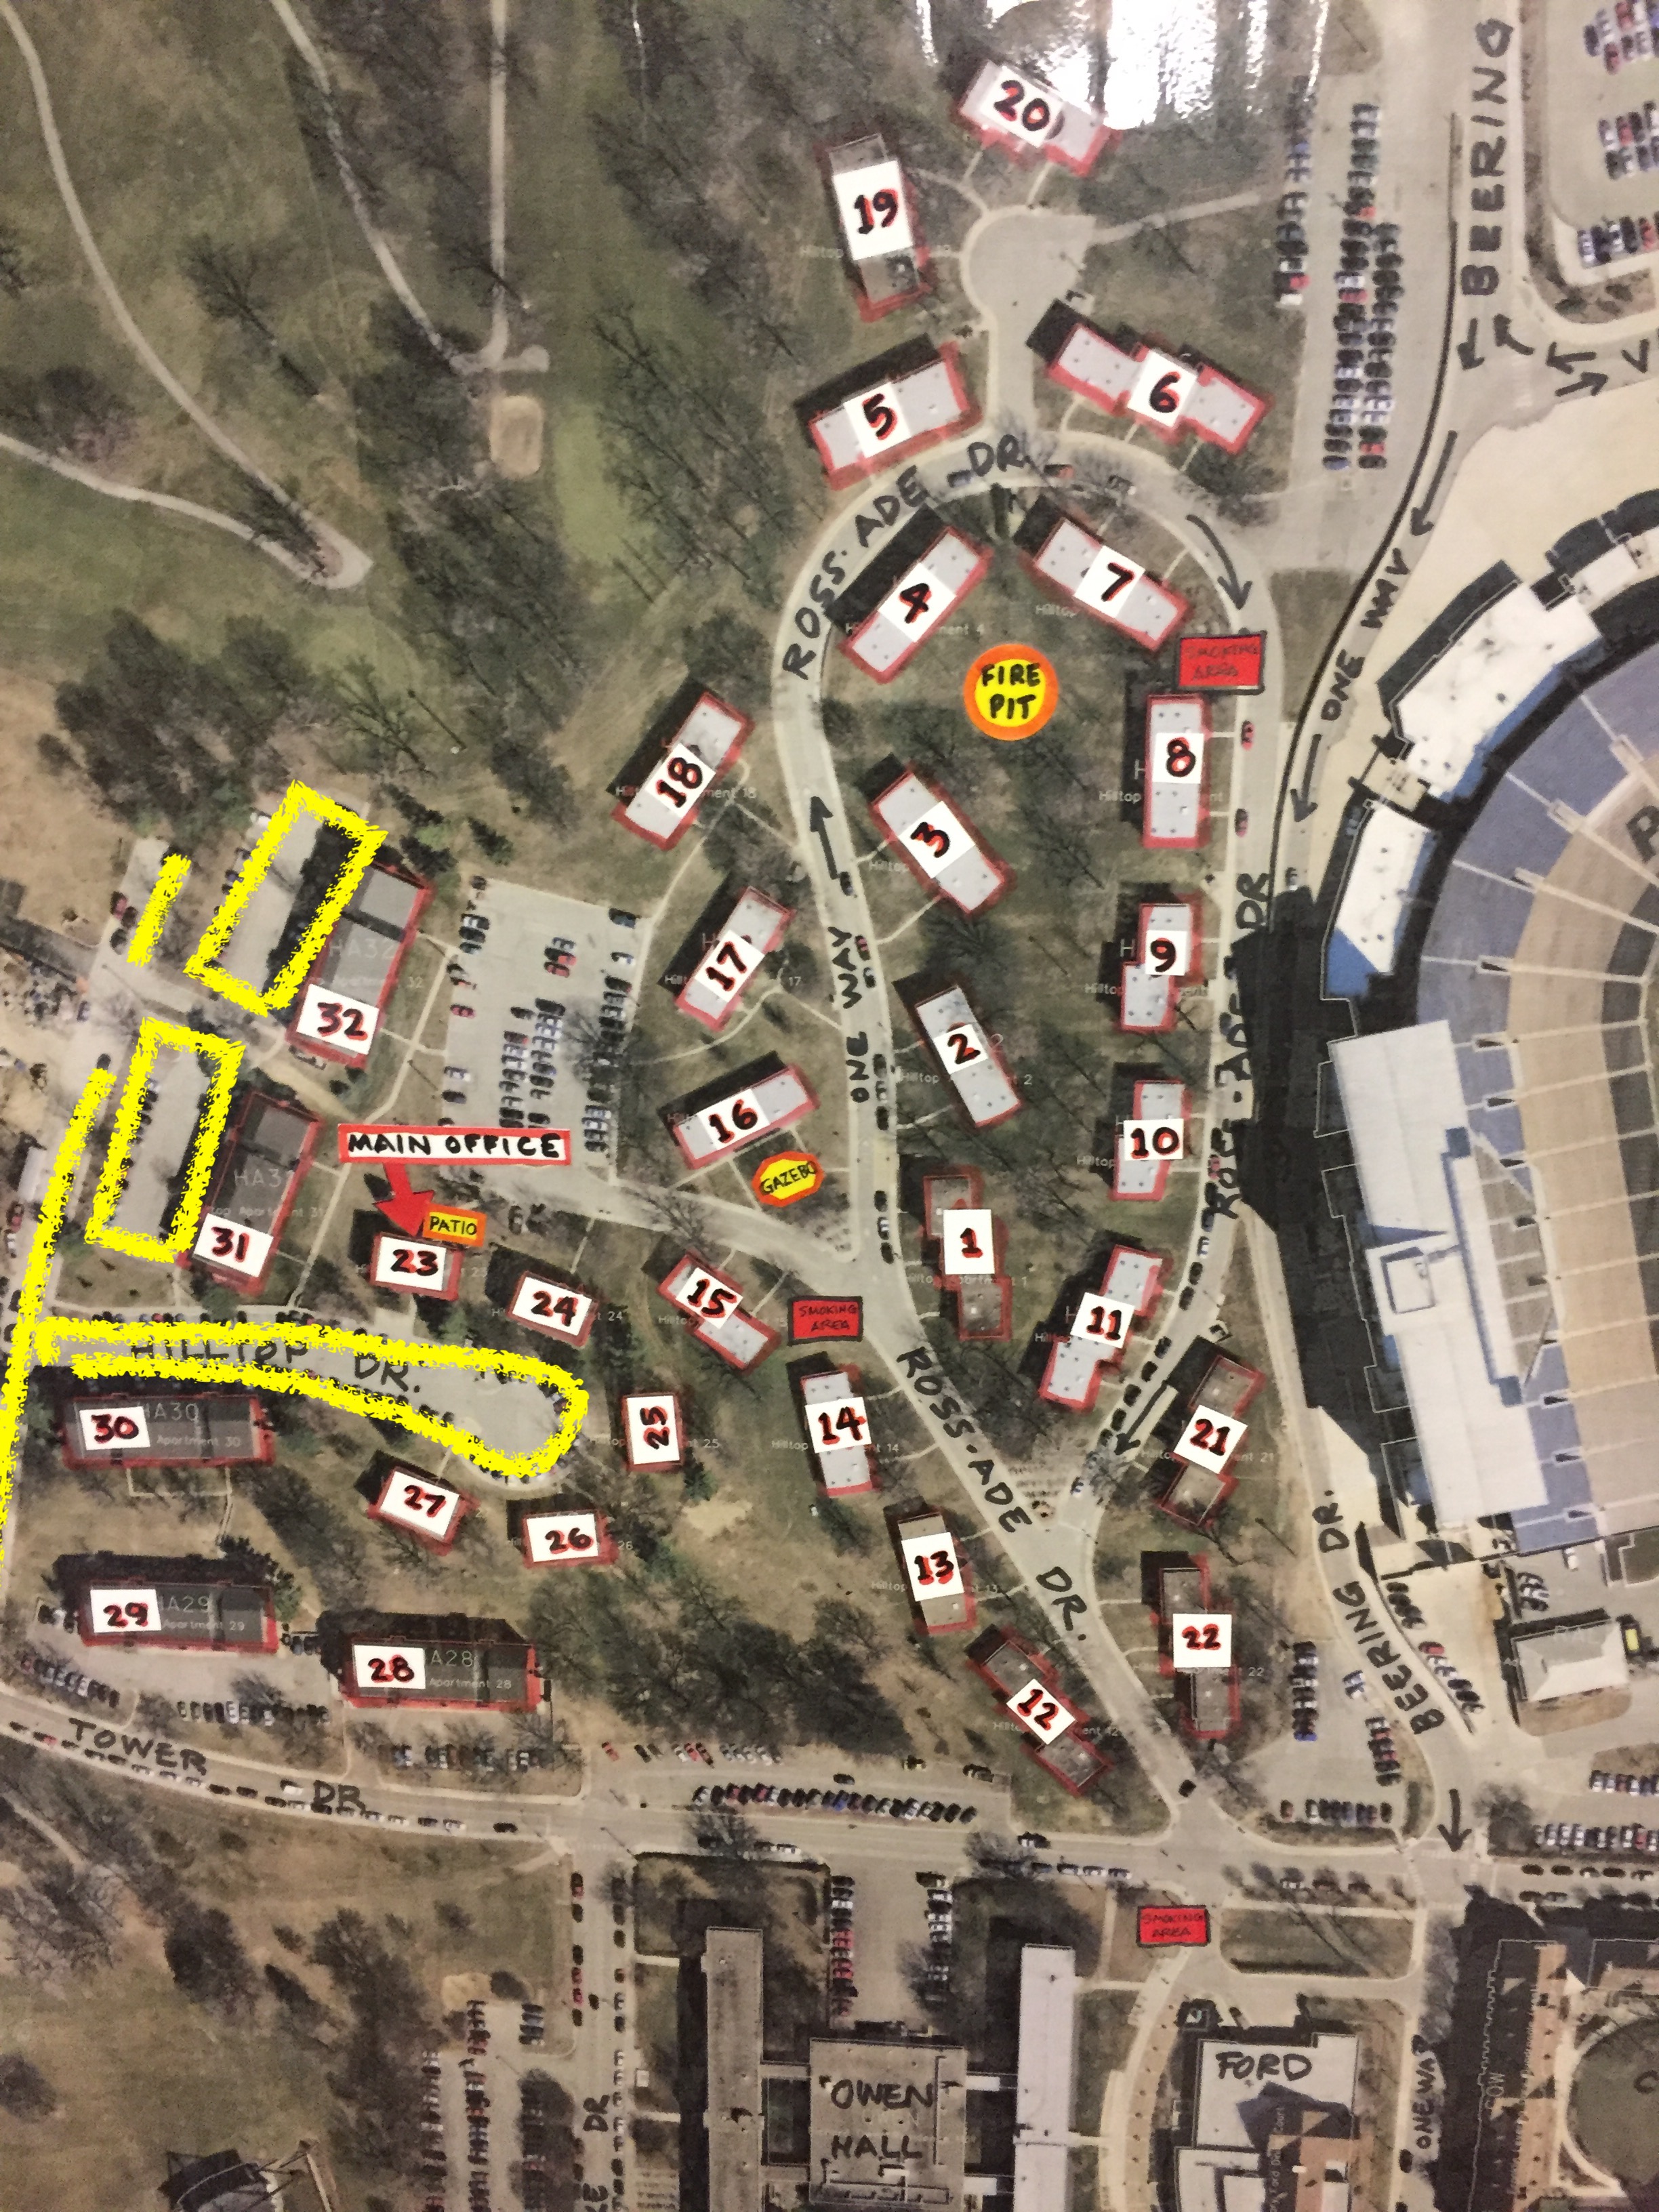 20
BEERING
19
6
5
ROSS-ADE DR.
7
4
ONE WAY
SMOKING
AREA
FIRE
PIT
8
18
3
ROSS-ADE DR
HA32
17
9
32
ONE WAY
2
16
10
MAIN OFFICE
GAZEBO
31
PATIO
23
1
24
15
SMOKING
AREA
11
HILLTOP DR.
30
HA30
Apartment 30
25
14
ROSS-ADE DR.
21
27
26
13
BEERING DR.
29
HA29
Apartment 29
22
28
A28
Apartment 28
12
TOWER DR
SMOKING
AREA
FORD
OWEN
HALL
DR
ONEWAY